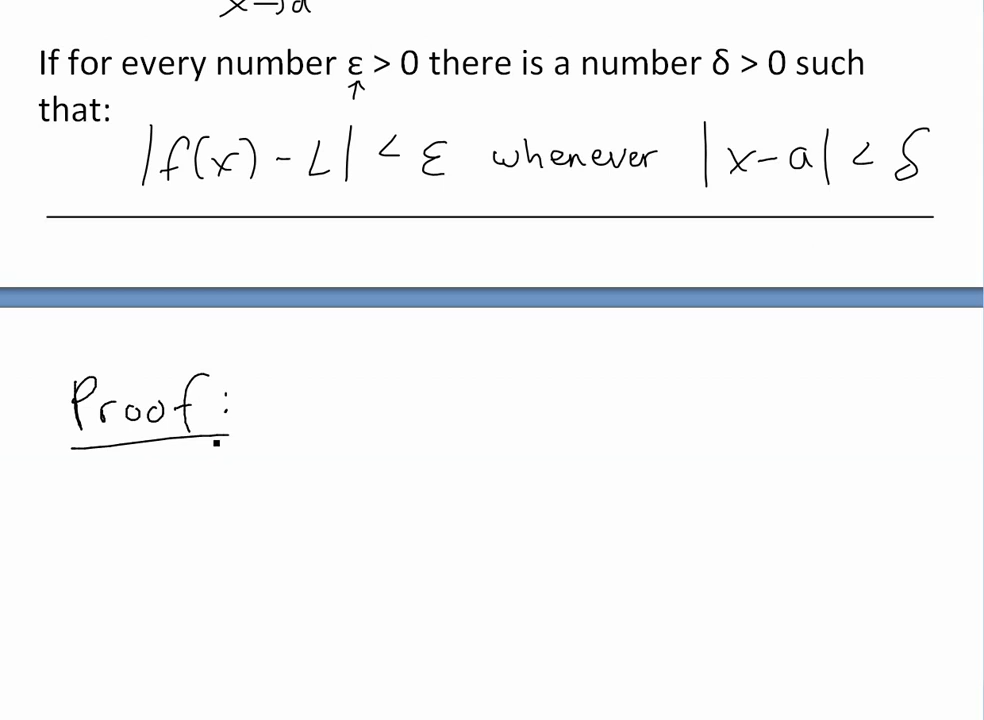 x→a
If for every number ε > 0 there is a number δ > 0 such
that:
|f(x) - L| < ε whenever |x-a| < δ
Proof: